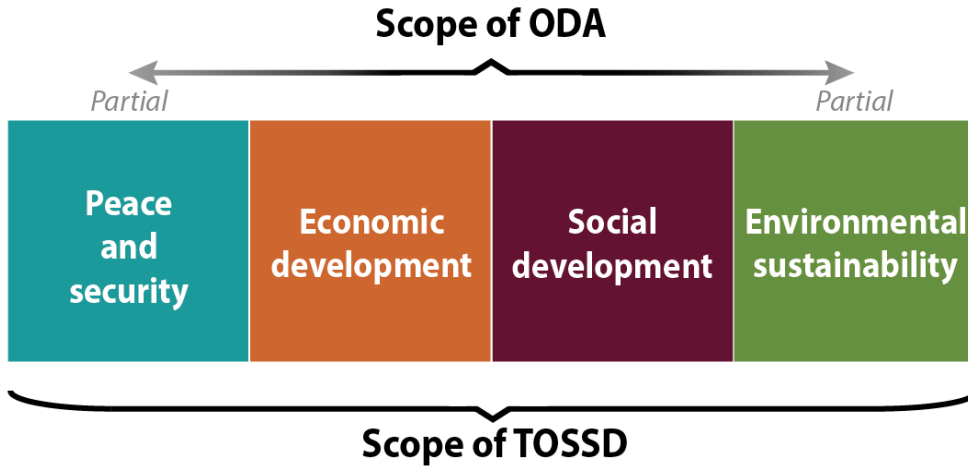 Scope of ODA
Partial
Partial
Peace
and
security
Economic
development
Social
development
Environmental
sustainability
Scope of TOSSD